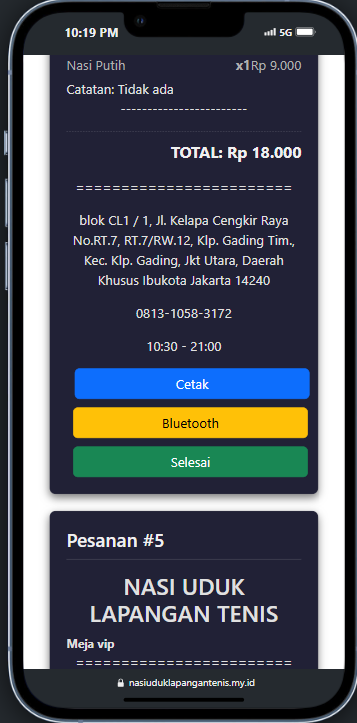 10:19 PM
5G
Nasi Putih x1Rp 9.000
Catatan: Tidak ada
------------------------
TOTAL: Rp 18.000
========================
blok CL1 / 1, Jl. Kelapa Cengkir Raya
No.RT.7, RT.7/RW.12, Klp. Gading Tim.,
Kec. Klp. Gading, Jkt Utara, Daerah
Khusus Ibukota Jakarta 14240
0813-1058-3172
10:30 - 21:00
Cetak
Bluetooth
Selesai
Pesanan #5
NASI UDUK
LAPANGAN TENIS
Meja vip
========================
nasiuduklapangantenis.my.id